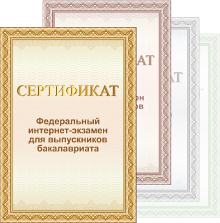 СЕРТИФИКАТ
Федеральный
интернет-экзамен
для выпускников
бакалавриата